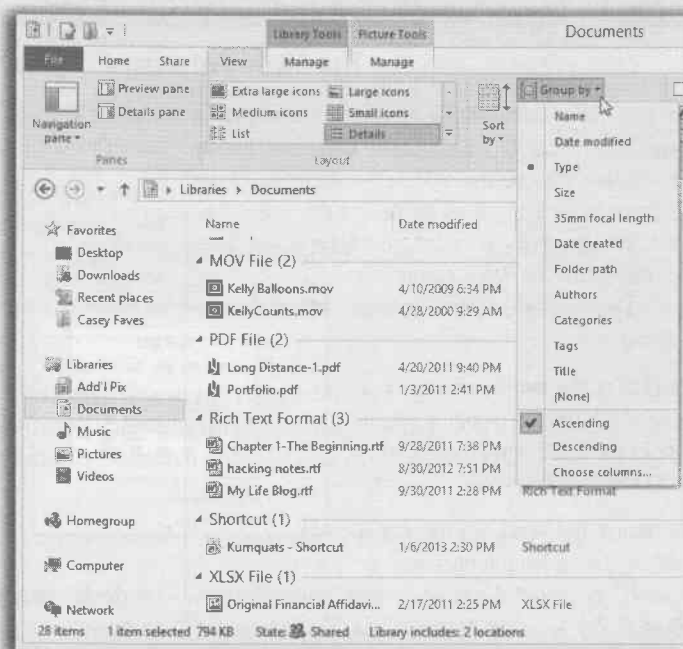 Library Tools Picture Tools Documents
File Home Share View Manage Manage
Navigation pane
Preview pane
Details pane
Panes
Extra large icons Large icons
Medium icons Small icons
List Details
Layout
Sort by
Group by
Name
Date modified
Type
Size
35mm focal length
Date created
Folder path
Authors
Categories
Tags
Title
(None)
Ascending
Descending
Choose columns...
Libraries Documents
Favorites
Desktop
Downloads
Recent places
Casey Faves
Libraries
Add'l Pix
Documents
Music
Pictures
Videos
Homegroup
Computer
Network
Name Date modified
MOV File (2)
Kelly Balloons.mov 4/10/2009 6:34 PM
KellyCounts.mov 4/28/2000 9:29 AM
PDF File (2)
Long Distance-1.pdf 4/20/2011 9:40 PM
Portfolio.pdf 1/3/2011 2:41 PM
Rich Text Format (3)
Chapter 1-The Beginning.rtf 9/28/2011 7:38 PM
hacking notes.rtf 8/30/2012 7:51 PM
My Life Blog.rtf 9/30/2011 2:28 PM Rich Text Format
Shortcut (1)
Kumquats - Shortcut 1/6/2013 2:30 PM Shortcut
XLSX File (1)
Original Financial Affidavi... 2/17/2011 2:25 PM XLSX File
28 items 1 item selected 794 KB State: Shared Library includes: 2 locations